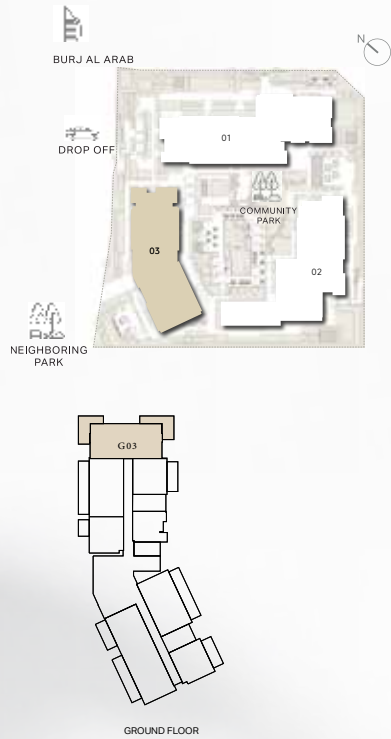 N
BURJ AL ARAB
DROP OFF
01
COMMUNITY
PARK
03
02
NEIGHBORING
PARK
G03
GROUND FLOOR